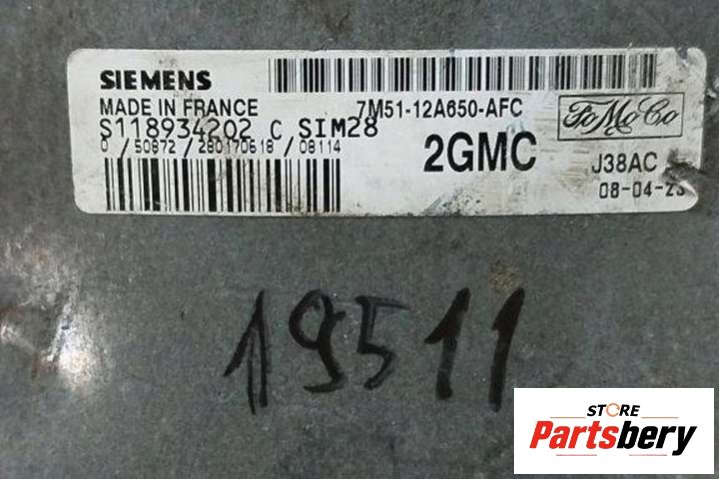 SIEMENS
MADE IN FRANCE
7M51-12A650-AFC
S118934202 C SIM28
0 / 50872 / 280170618 / 08114
2GMC
FoMoCo
J38AC
08-04-23
19511
STORE
Partsbery